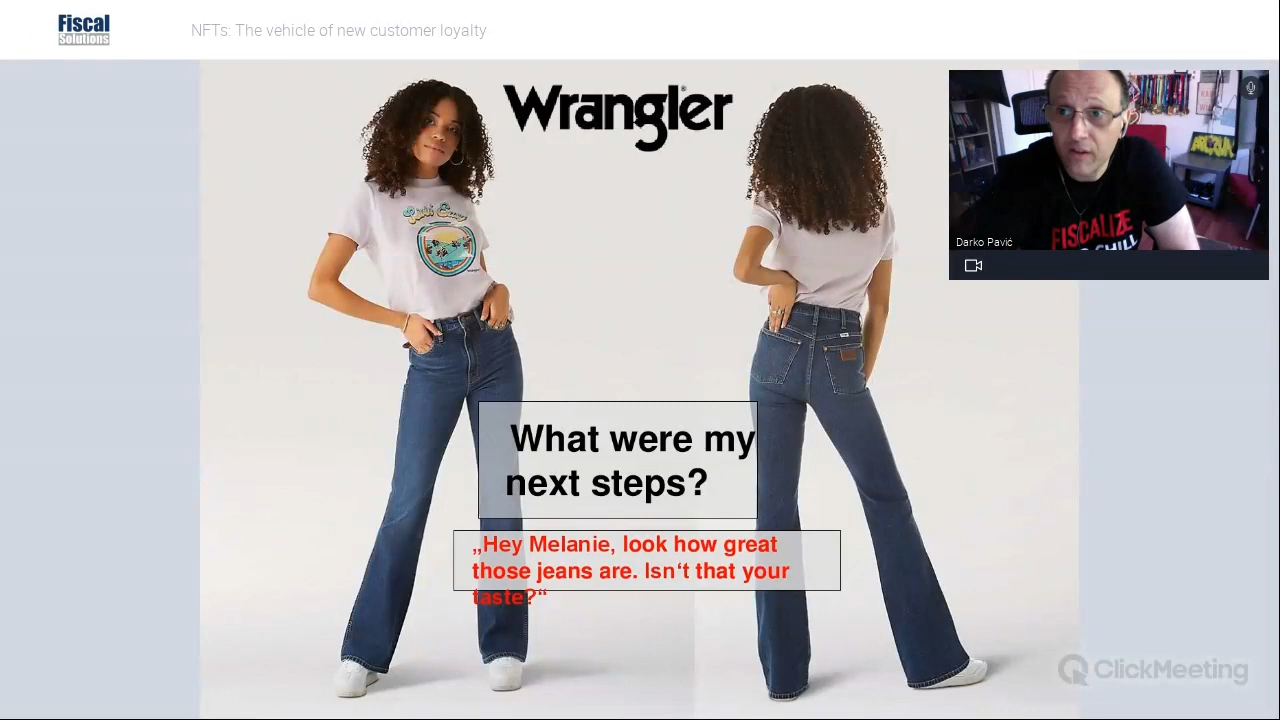 Fiscal
Solutions
NFTs: The vehicle of new customer loyalty
Wrangler
FISCALIZE
CHILL
Darko Pavić
What were my
next steps?
„Hey Melanie, look how great
those jeans are. Isn‘t that your
taste?“
ClickMeeting